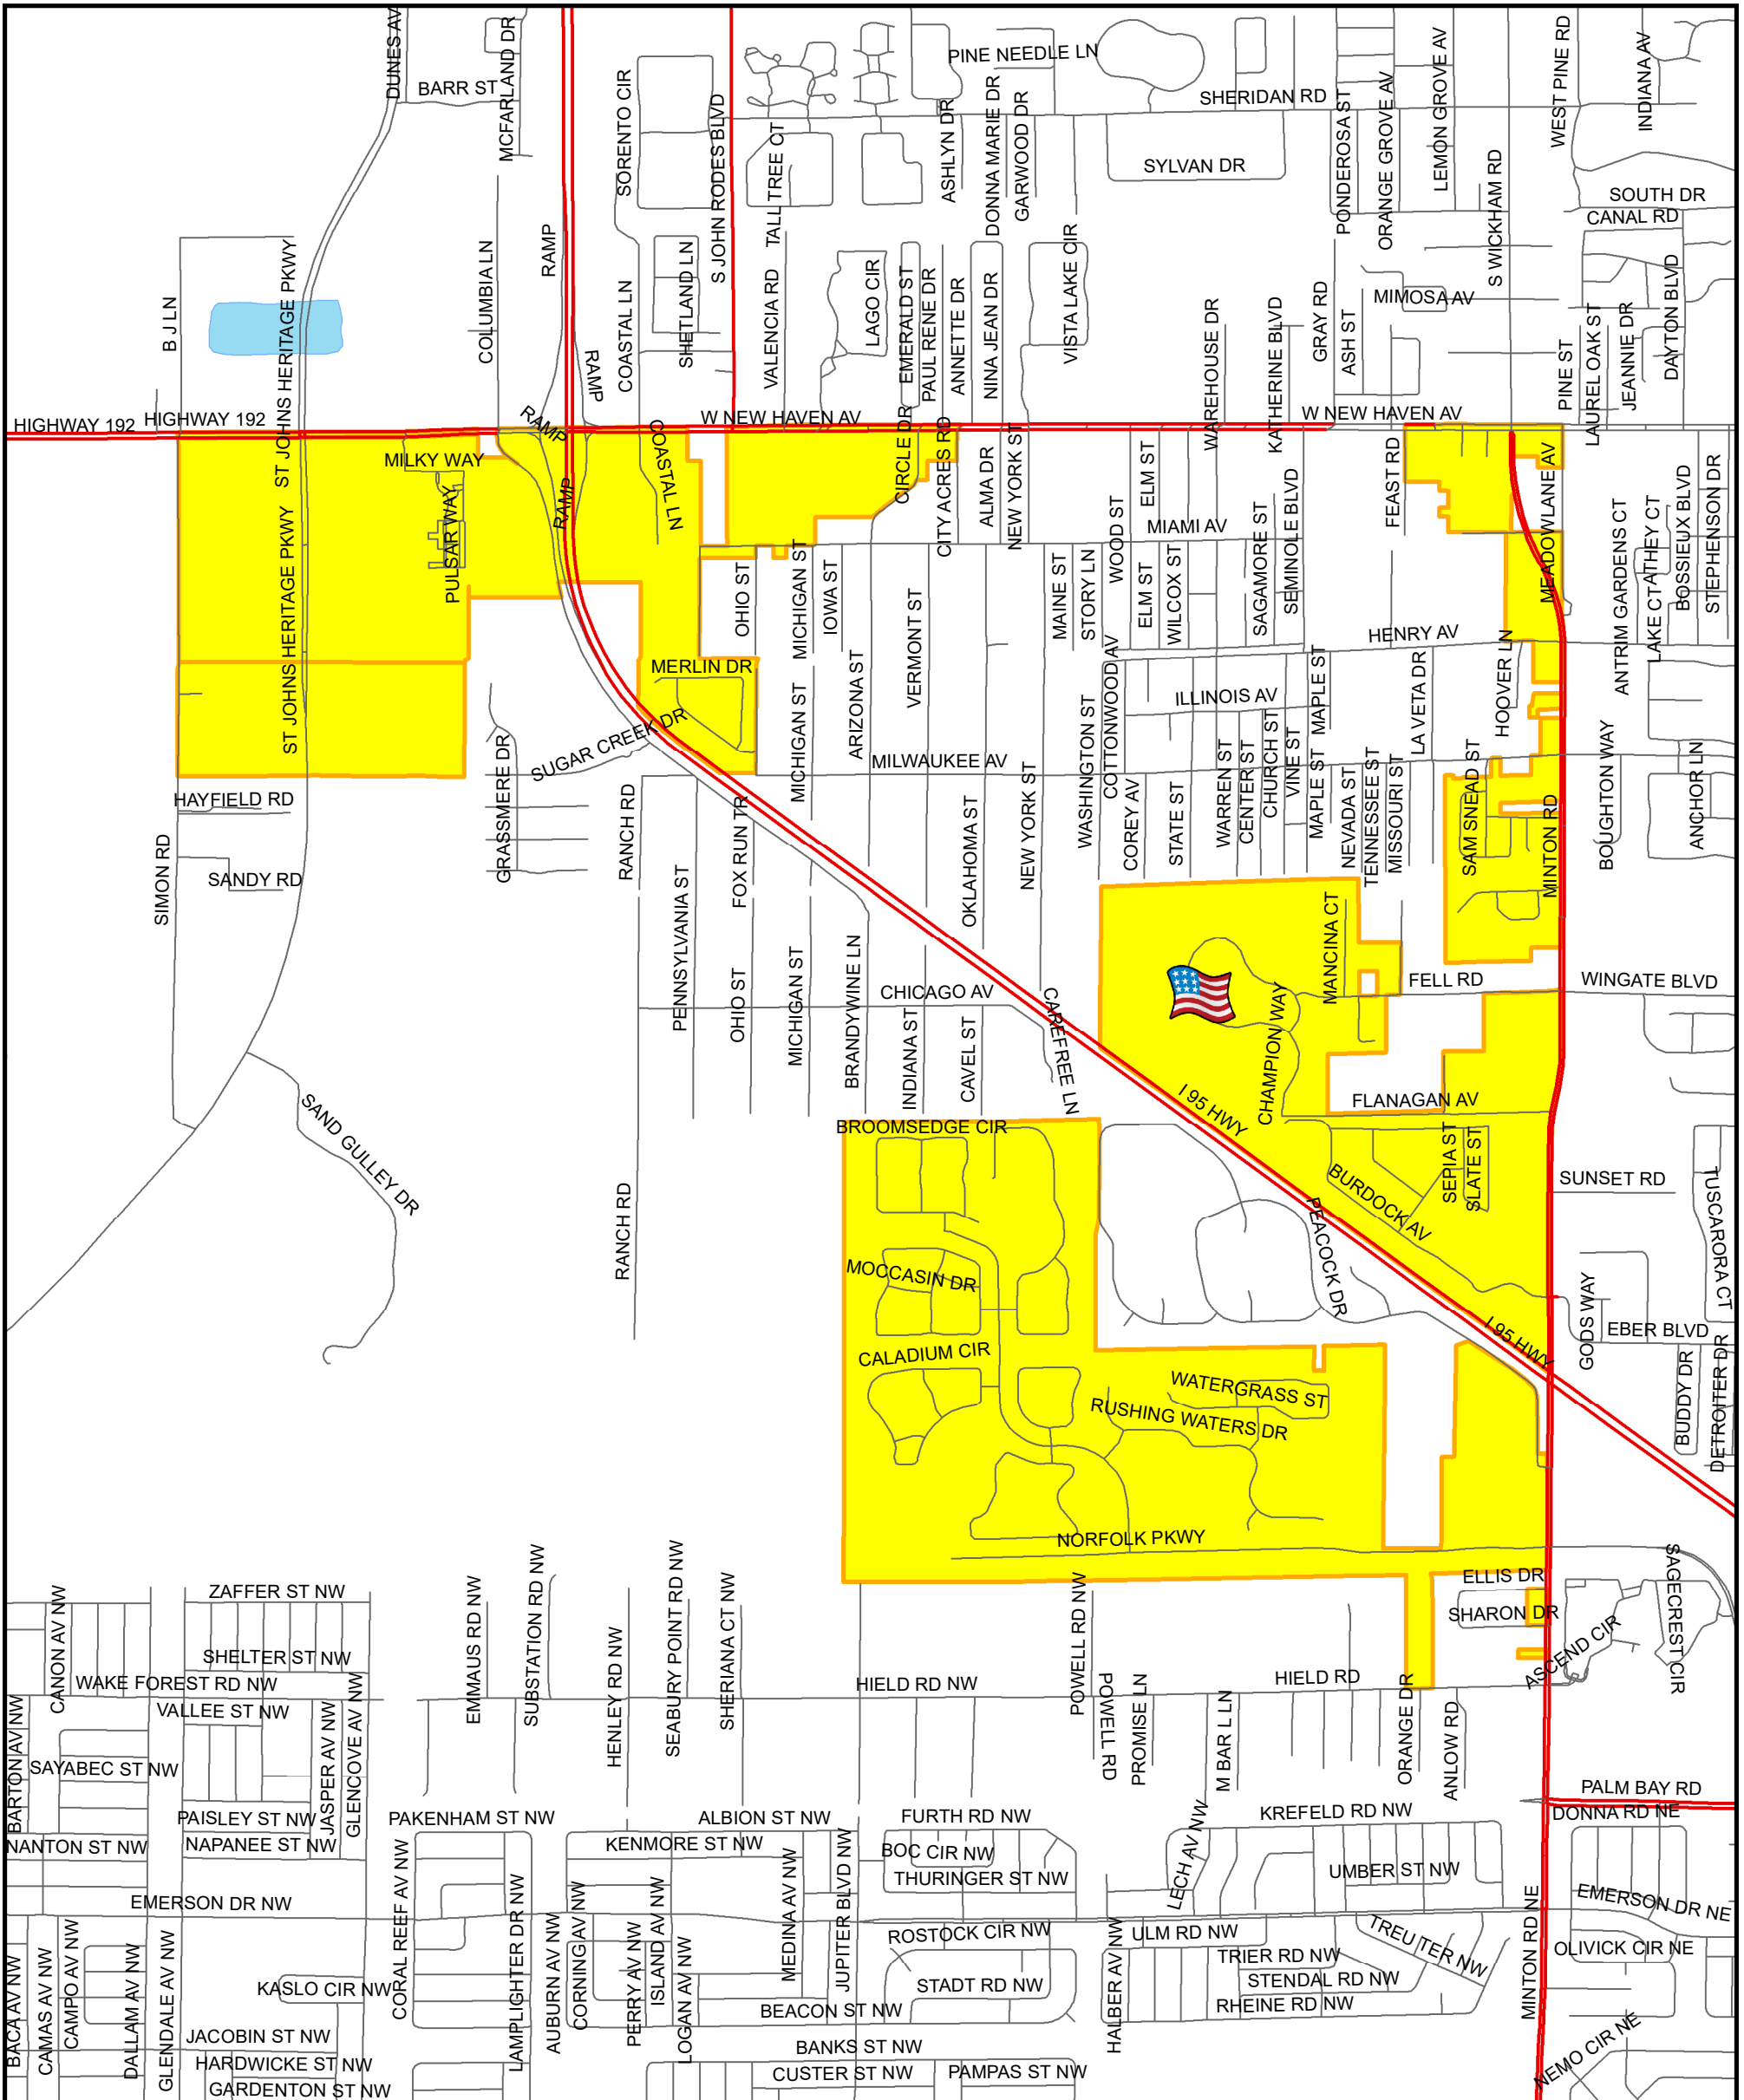 DUNES AV
BARR ST
MCFARLAND DR
SORENTO CIR
S JOHN RODES BLVD
TALL TREE CT
PINE NEEDLE LN
ASHLYN DR
DONNA MARIE DR
GARWOOD DR
SHERIDAN RD
SYLVAN DR
PONDEROSA ST
ORANGE GROVE AV
LEMON GROVE AV
S WICKHAM RD
WEST PINE RD
INDIANA AV
SOUTH DR
CANAL RD
B J LN
ST JOHNS HERITAGE PKWY
COLUMBIA LN
RAMP
RAMP
COASTAL LN
SHETLAND LN
VALENCIA RD
LAGO CIR
EMERALD ST
PAUL RENE DR
ANNETTE DR
NINA JEAN DR
VISTA LAKE CIR
WAREHOUSE DR
KATHERINE BLVD
GRAY RD
ASH ST
MIMOSA AV
PINE ST
LAUREL OAK ST
JEANNIE DR
DAYTON BLVD
HIGHWAY 192
HIGHWAY 192
RAMP
W NEW HAVEN AV
W NEW HAVEN AV
MILKY WAY
PULSAR WAY
RAMP
COASTAL LN
CIRCLE DR
CITY ACRES RD
ALMA DR
NEW YORK ST
WOOD ST
ELM ST
MIAMI AV
FEAST RD
MEADOWLANE AV
ST JOHNS HERITAGE PKWY
OHIO ST
MICHIGAN ST
IOWA ST
VERMONT ST
MAINE ST
STORY LN
ELM ST
WILCOX ST
SAGAMORE ST
SEMINOLE BLVD
HENRY AV
HOOVER LN
ANTRIM GARDENS CT
LAKE CT
ATHEY CT
BOSSIEUX BLVD
STEPHENSON DR
MERLIN DR
SUGAR CREEK DR
MICHIGAN ST
ARIZONA ST
MILWAUKEE AV
WASHINGTON ST
COTTONWOOD AV
ILLINOIS AV
MAPLE ST
LA VETA DR
HAYFIELD RD
SANDY RD
SIMON RD
GRASSMERE DR
RANCH RD
FOX RUN TR
PENNSYLVANIA ST
OKLAHOMA ST
NEW YORK ST
COREY AV
STATE ST
WARREN ST
CENTER ST
CHURCH ST
VINE ST
MAPLE ST
NEVADA ST
TENNESSEE ST
MISSOURI ST
SAM SNEAD ST
MINTON RD
BOUGHTON WAY
ANCHOR LN
OHIO ST
MICHIGAN ST
BRANDYWINE LN
CHICAGO AV
INDIANA ST
CAVEL ST
CAREFREE LN
MANCINA CT
CHAMPION WAY
FELL RD
WINGATE BLVD
I 95 HWY
FLANAGAN AV
SAND GULLEY DR
RANCH RD
BROOMSEDGE CIR
MOCCASIN DR
CALADIUM CIR
PEACOCK DR
BURDOCK AV
SEPIA ST
SLATE ST
SUNSET RD
TUSCARORA CT
I 95 HWY
GODS WAY
EBER BLVD
BUDDY DR
DETROITER DR
WATERGRASS ST
RUSHING WATERS DR
NORFOLK PKWY
ELLIS DR
SHARON DR
ASCEND CIR
SAGECREST CIR
ZAFFER ST NW
CANON AV NW
SHELTER ST NW
WAKE FOREST RD NW
VALLEE ST NW
EMMAUS RD NW
SUBSTATION RD NW
HENLEY RD NW
SEABURY POINT RD NW
SHERIANA CT NW
HIELD RD NW
POWELL RD NW
POWELL RD
PROMISE LN
M BAR L LN
HIELD RD
ORANGE DR
ANLOW RD
BARTON AV NW
SAYABEC ST NW
JASPER AV NW
GLENCOVE AV NW
PAISLEY ST NW
NANTON ST NW
NAPANEE ST NW
PAKENHAM ST NW
ALBION ST NW
KENMORE ST NW
FURTH RD NW
BOC CIR NW
THURINGER ST NW
LECH AV NW
KREFELD RD NW
UMBER ST NW
PALM BAY RD
DONNA RD NE
EMERSON DR NW
CORAL REEF AV NW
LAMPLIGHTER DR NW
AUBURN AV NW
CORNING AV NW
PERRY AV NW
ISLAND AV NW
LOGAN AV NW
MEDINA AV NW
JUPITER BLVD NW
ROSTOCK CIR NW
STADT RD NW
BEACON ST NW
HALBER AV NW
ULM RD NW
TRIER RD NW
STENDAL RD NW
RHEINE RD NW
TREUTER NW
MINTON RD NE
EMERSON DR NE
OLIVICK CIR NE
BACA AV NW
CAMAS AV NW
CAMPO AV NW
DALLAM AV NW
GLENDALE AV NW
KASLO CIR NW
JACOBIN ST NW
HARDWICKE ST NW
GARDENTON ST NW
BANKS ST NW
CUSTER ST NW
PAMPAS ST NW
NEMO CIR NE